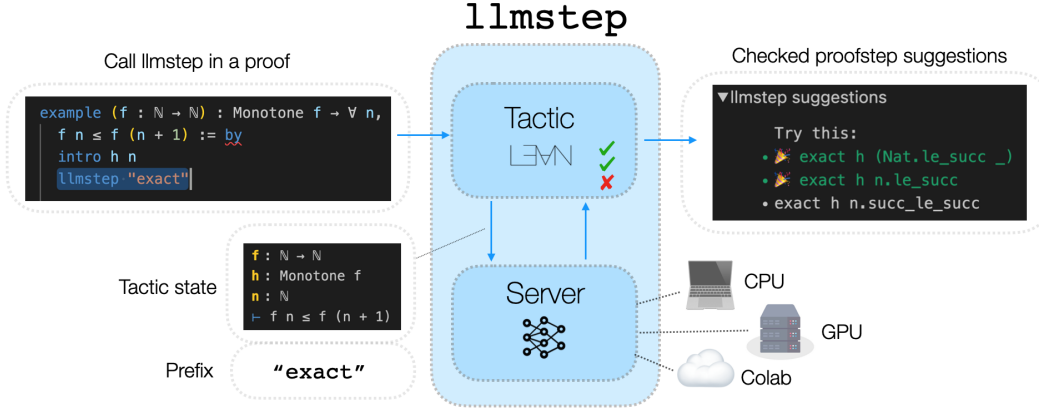 llmstep
Call llmstep in a proof
Checked proofstep suggestions
example (f : ℕ → ℕ) : Monotone f → ∀ n,
f n ≤ f (n + 1) := by
intro h n
llmstep "exact"
Tactic
L∃∀N
▼llmstep suggestions
Try this:
• 🎉 exact h (Nat.le_succ _)
• 🎉 exact h n.le_succ
• exact h n.succ_le_succ
Tactic state
f : ℕ → ℕ
h : Monotone f
n : ℕ
⊢ f n ≤ f (n + 1)
Prefix
“exact”
Server
CPU
GPU
Colab